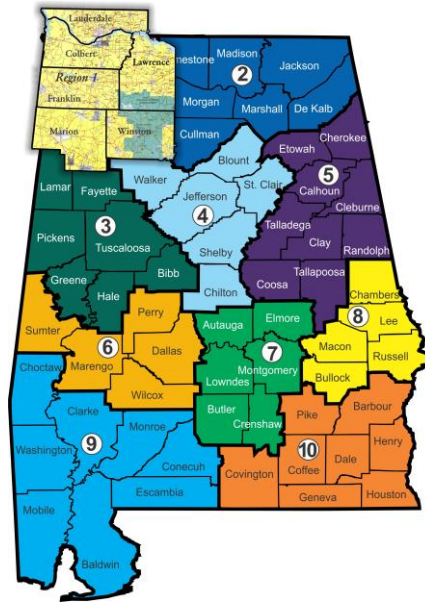 Lauderdale
Colbert
Lawrence
Region 1
Franklin
Marion
Winston
mestone
Madison
2
Jackson
Morgan
Marshall
De Kalb
Cullman
Blount
Cherokee
Etowah
Walker
St. Clair
5
Calhoun
Jefferson
4
Cleburne
Lamar
Fayette
3
Tuscaloosa
Pickens
Talladega
Shelby
Clay
Randolph
Greene
Hale
Bibb
Chilton
Coosa
Tallapoosa
Chambers
Perry
Autauga
Elmore
8
Lee
Sumter
6
Dallas
7
Macon
Russell
Choctaw
Marengo
Lowndes
Montgomery
Bullock
Wilcox
Clarke
Butler
Crenshaw
Pike
Barbour
Monroe
9
Washington
10
Henry
Conecuh
Covington
Coffee
Dale
Escambia
Geneva
Houston
Mobile
Baldwin